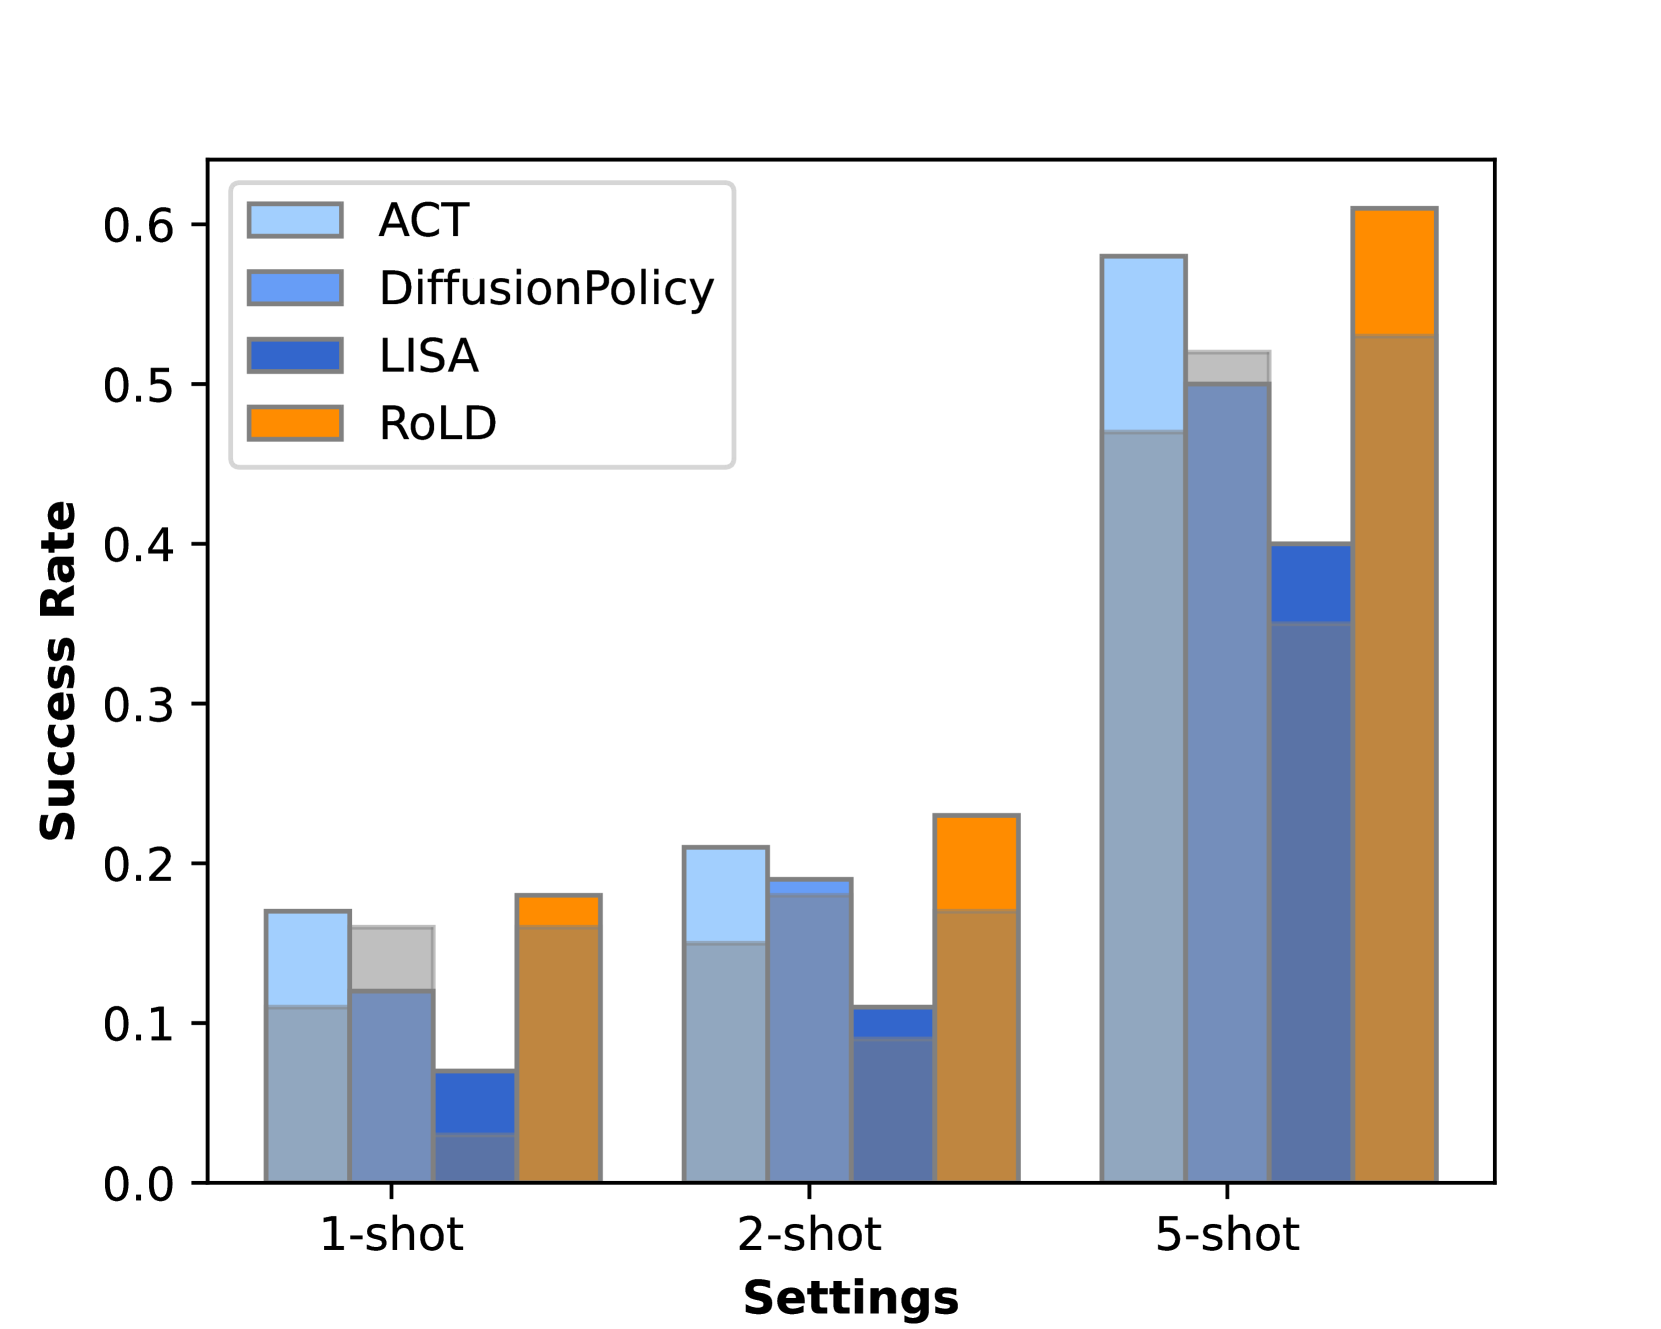 ACT
DiffusionPolicy
LISA
RoLD
0.6
0.5
0.4
0.3
0.2
0.1
0.0
Success Rate
1-shot
2-shot
5-shot
Settings